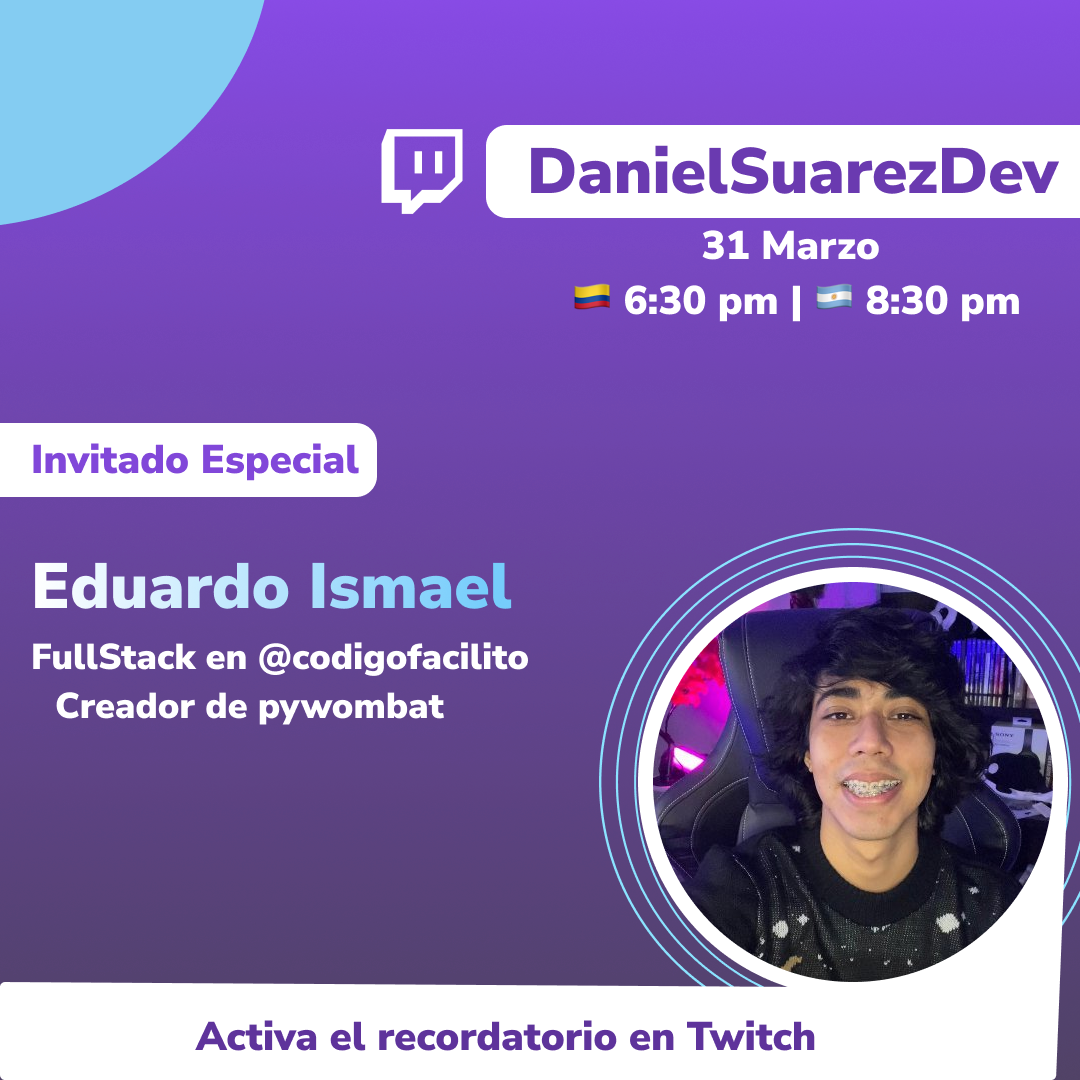 DanielSuarezDev
31 Marzo
🇨🇴 6:30 pm | 🇦🇷 8:30 pm
Invitado Especial
Eduardo Ismael
FullStack en @codigofacilito
Creador de pywombat
SONY
Activa el recordatorio en Twitch